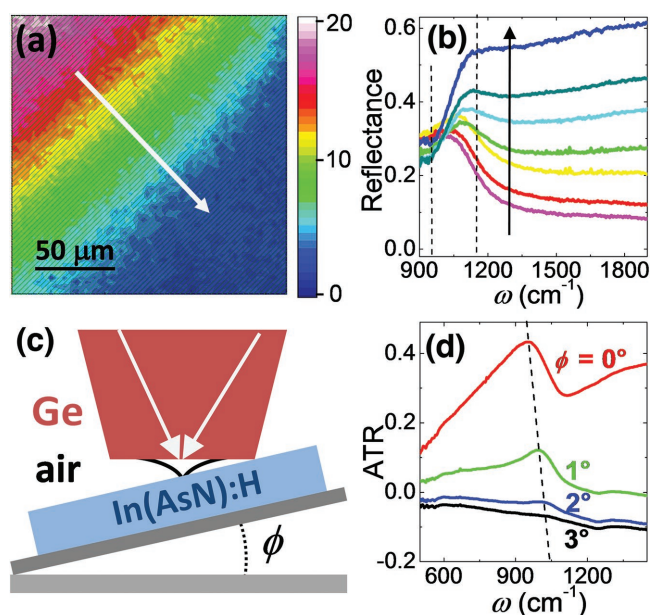 (a)
50 μm
20
10
0
(b)
Reflectance
0.6
0.4
0.2
0.0
900 1200 1500 1800
ω (cm⁻¹)
(c)
Ge
air
In(AsN):H
ϕ
(d)
ATR
0.4
0.2
0.0
-0.2
ϕ = 0°
1°
2°
3°
600 900 1200
ω (cm⁻¹)